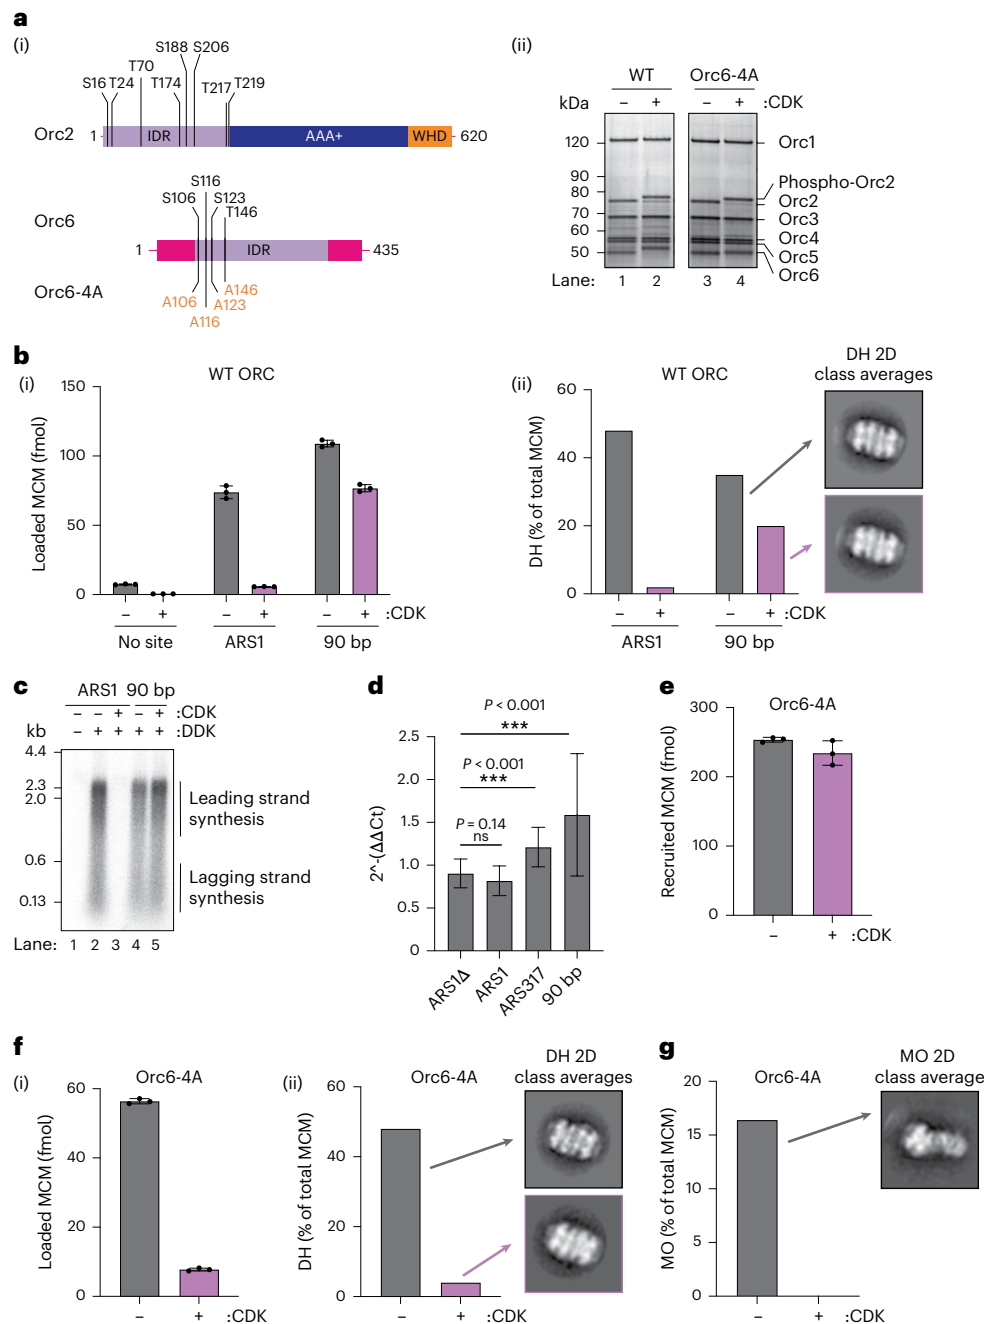 a
(i)
S188 S206
T70
S16 T24 T174 T217 T219
Orc2 1 IDR AAA+ WHD 620
S116
S106 S123
T146
Orc6
1 IDR 435
Orc6-4A
A146
A106 A123
A116
(ii)
WT Orc6-4A
kDa – + – + :CDK
120
90
80
70
60
50
Orc1
Phospho-Orc2
Orc2
Orc3
Orc4
Orc5
Orc6
Lane: 1 2 3 4
b
(i)
WT ORC
Loaded MCM (fmol)
150
100
50
0
– + – + – + :CDK
No site ARS1 90 bp
(ii)
WT ORC
DH 2D
class averages
DH (% of total MCM)
60
40
20
0
– + – + :CDK
ARS1 90 bp
c
ARS1 90 bp
– – + – + :CDK
kb – + + + + :DDK
4.4
2.3
2.0
0.6
0.13
Leading strand
synthesis
Lagging strand
synthesis
Lane: 1 2 3 4 5
d
P < 0.001
***
P < 0.001
***
P = 0.14
ns
2^-(ΔΔCt)
2.5
2.0
1.5
1.0
0.5
0
ARS1Δ
ARS1
ARS317
90 bp
e
Orc6-4A
Recruited MCM (fmol)
300
200
100
0
– + :CDK
f
(i)
Orc6-4A
Loaded MCM (fmol)
60
40
20
0
– + :CDK
(ii)
Orc6-4A
DH 2D
class averages
DH (% of total MCM)
60
40
20
0
– + :CDK
g
Orc6-4A
MO 2D
class average
MO (% of total MCM)
20
15
10
5
0
– + :CDK